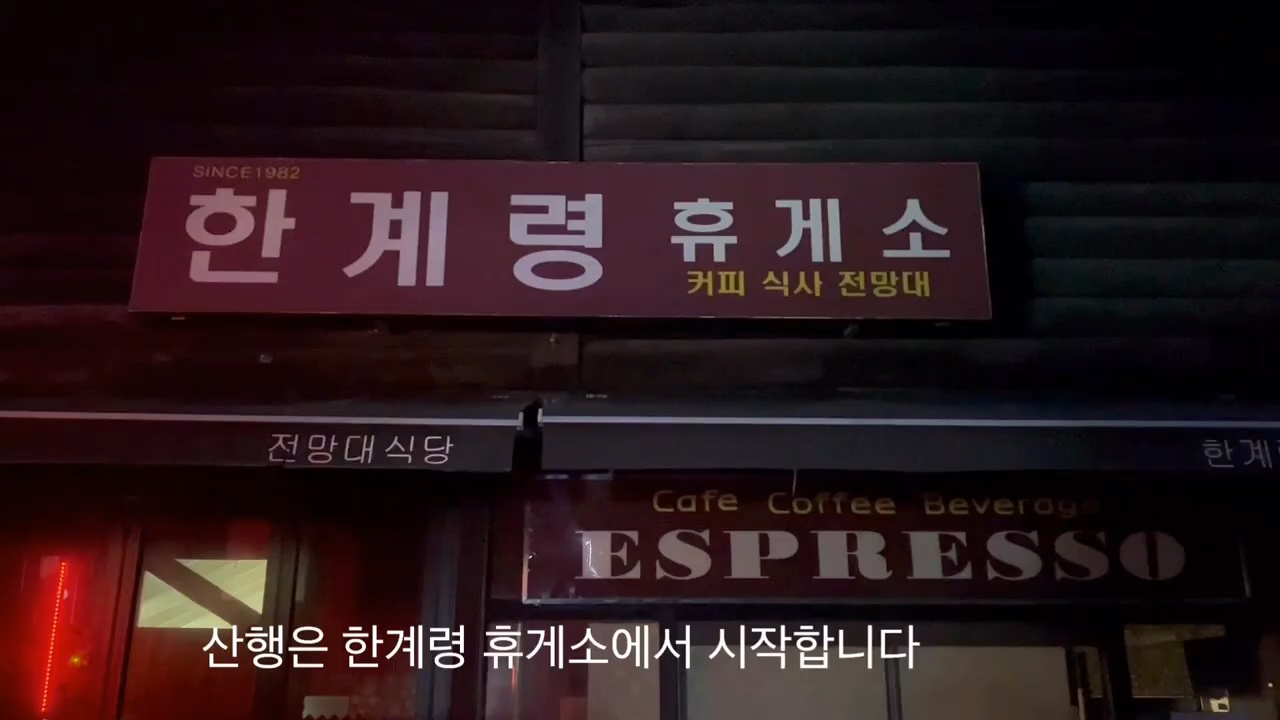 SINCE1982
한계령 휴게소
커피 식사 전망대
전망대식당
한계
Cafe Coffee Beverage
ESPRESSO
산행은 한계령 휴게소에서 시작합니다